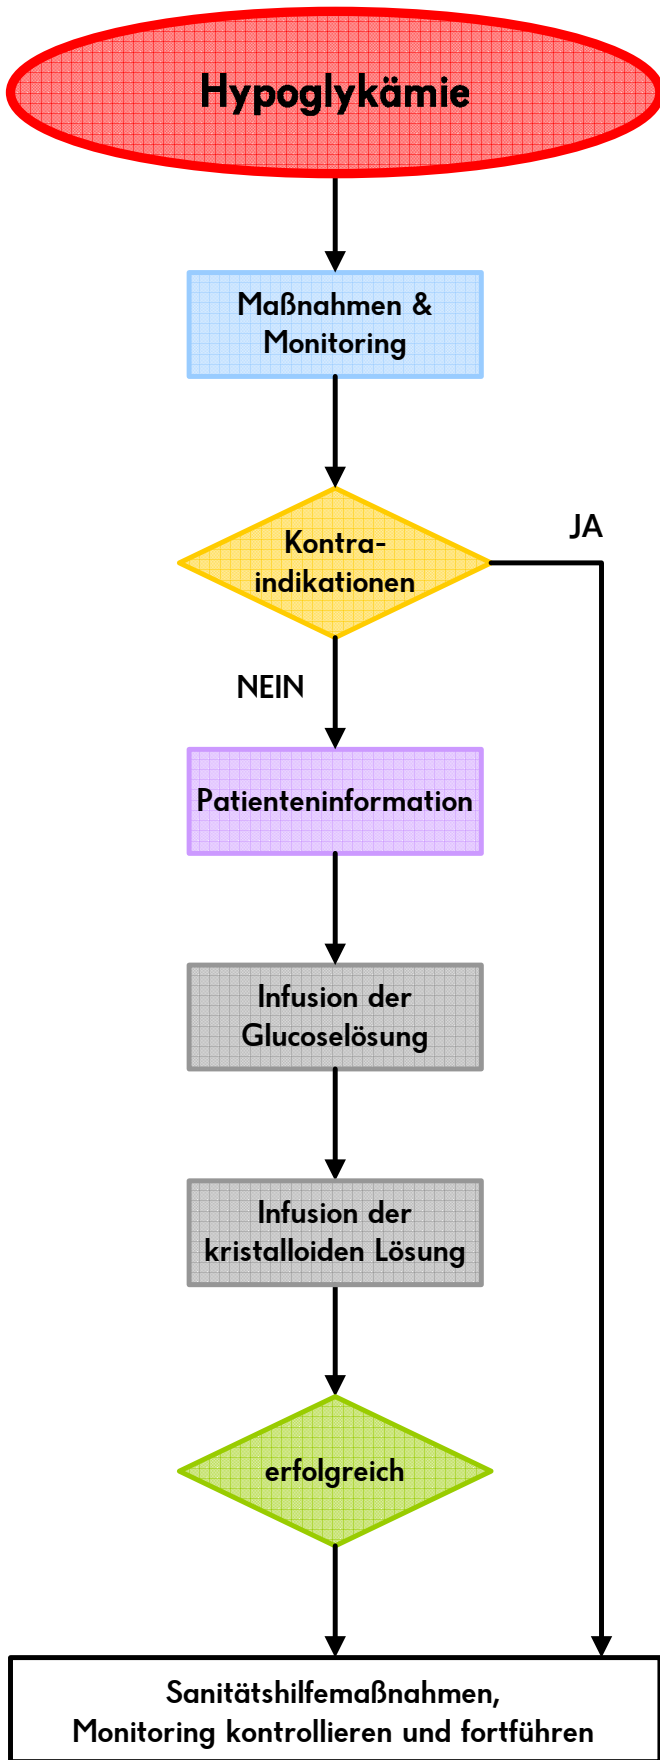 Hypoglykämie
Maßnahmen &
Monitoring
Kontra-
indikationen
JA
NEIN
Patienteninformation
Infusion der
Glucoselösung
Infusion der
kristalloiden Lösung
erfolgreich
Sanitätshilfemaßnahmen,
Monitoring kontrollieren und fortführen